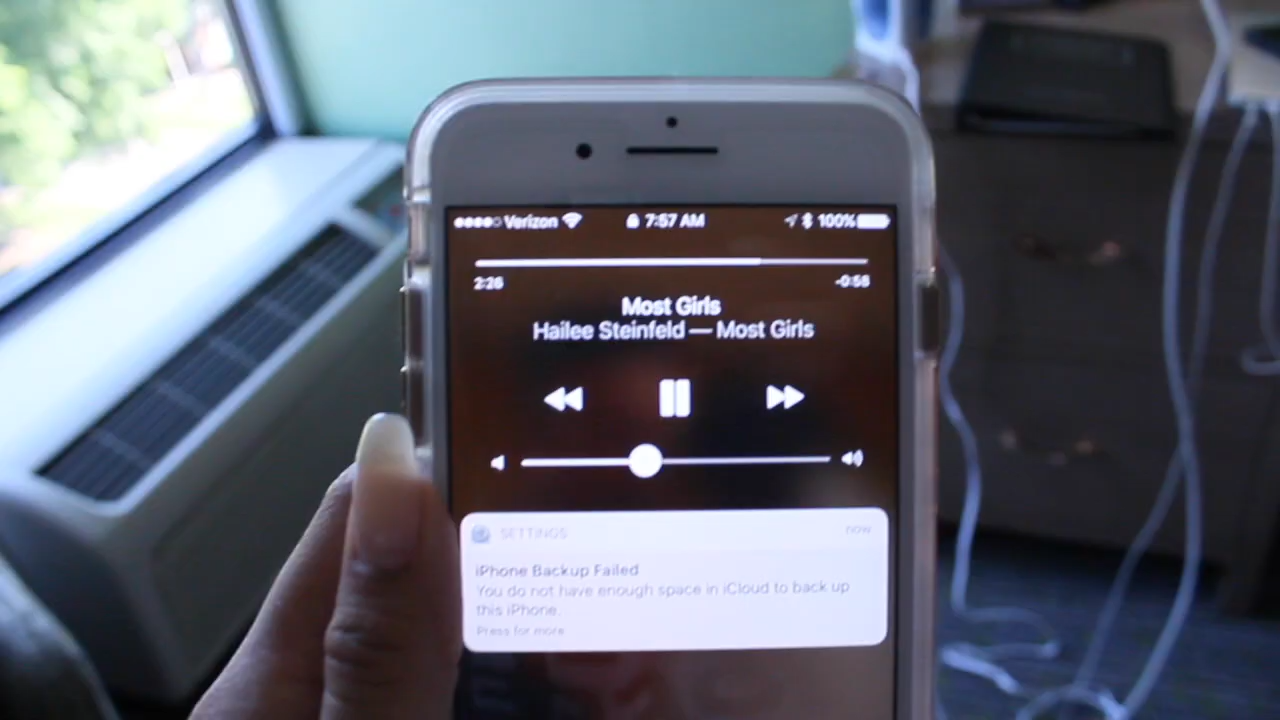 Verizon 7:57 AM 100%
2:26 -0:58
Most Girls
Hailee Steinfeld — Most Girls
SETTINGS now
iPhone Backup Failed
You do not have enough space in iCloud to back up
this iPhone.
Press for more